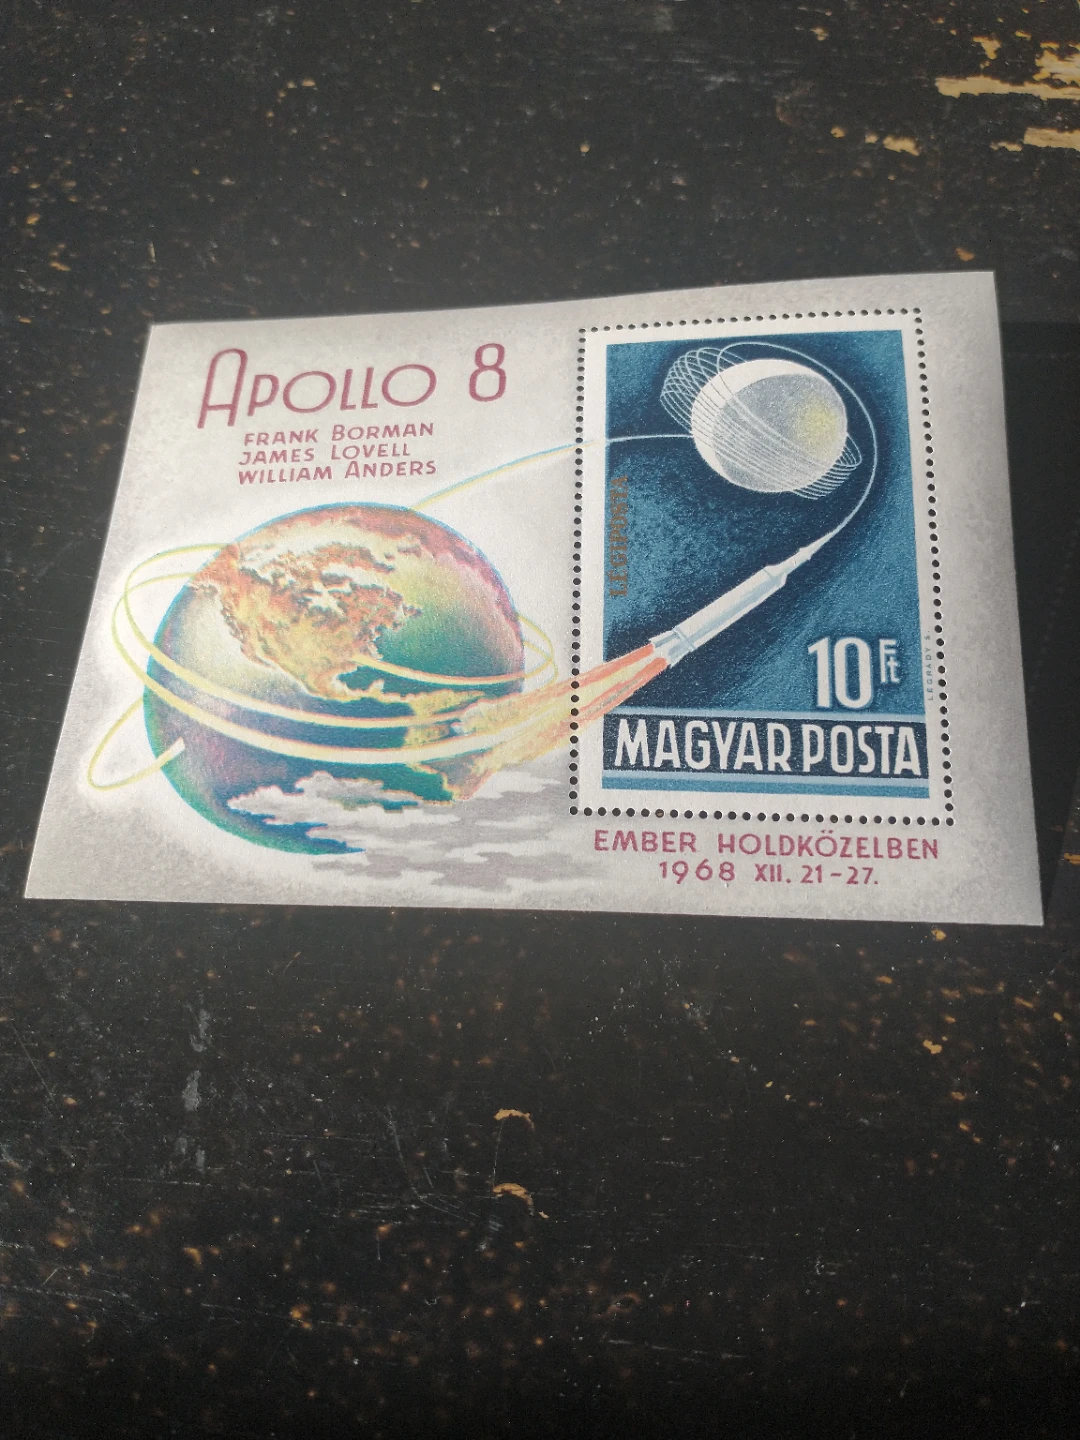 APOLLO 8
FRANK BORMAN
JAMES LOVELL
WILLIAM ANDERS
LÉGIPOSTA
10 Ft
LÉGRÁDY S.
MAGYAR POSTA
EMBER HOLDKÖZELBEN
1968 XII. 21-27.